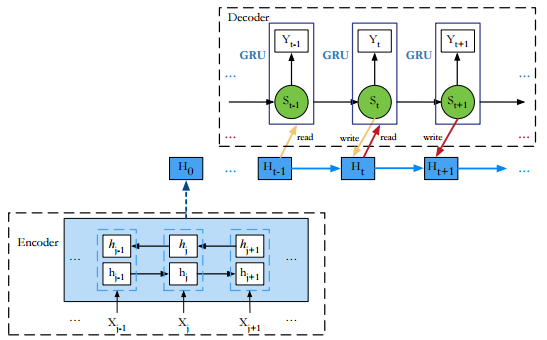 Decoder
Y_{t-1} Y_t Y_{t+1}
GRU GRU GRU
... ...
S_{t-1} S_t S_{t+1}
... ...
read write read write
H_0 ... H_{t-1} H_t H_{t+1} ...
Encoder
h_{j-1} h_j h_{j+1}
... ...
h_{j-1} h_j h_{j+1}
... X_{j-1} X_j X_{j+1} ...